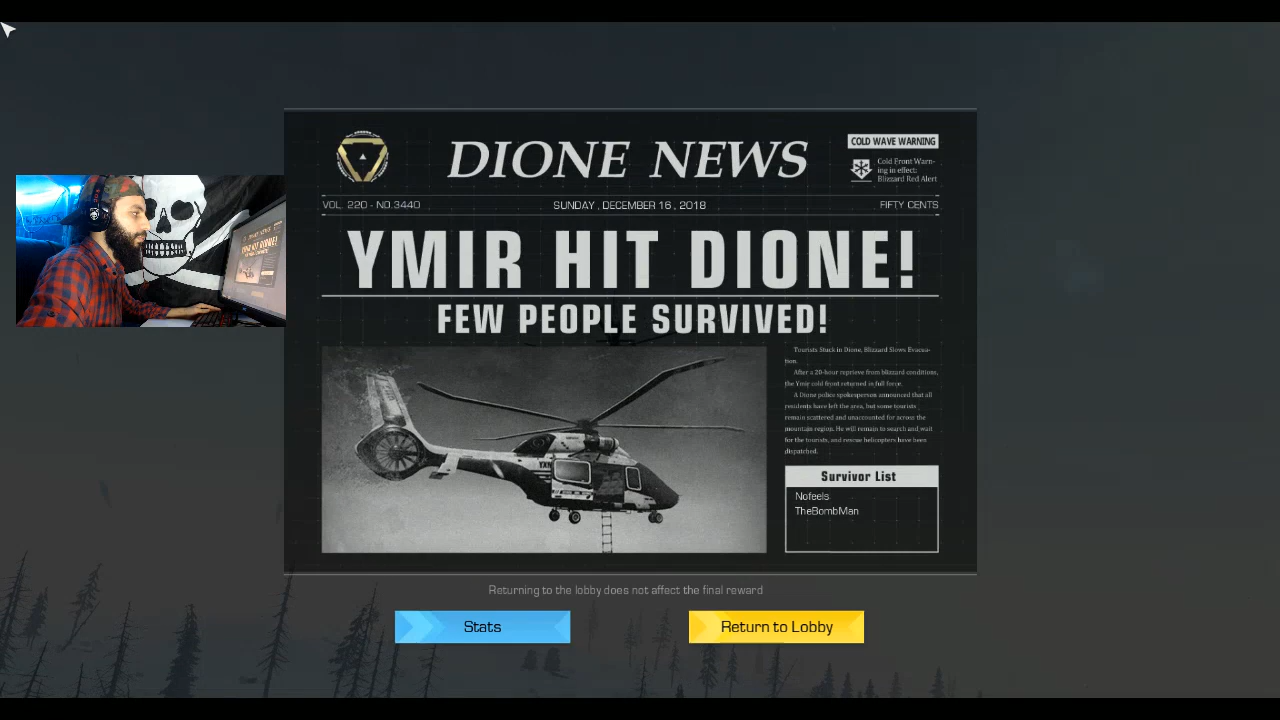 DIONE NEWS
COLD WAVE WARNING
Cold Front Warn-
ing in effect:
Blizzard Red Alert
VOL. 220 - NO.3440
SUNDAY, DECEMBER 16, 2018
FIFTY CENTS
YMIR HIT DIONE!
FEW PEOPLE SURVIVED!
Tourists Stuck in Dione, Blizzard Slows Evacua-
tion.
After a 20-hour reprieve from blizzard conditions,
the Ymir cold front returned in full force.
A Dione police spokesperson announced that all
residents have left the area, but some tourists
remain scattered and unaccounted for across the
mountain region. He will remain to search and wait
for the tourists, and rescue helicopters have been
dispatched.
Survivor List
Nofeels
TheBombMan
Returning to the lobby does not affect the final reward
Stats
Return to Lobby